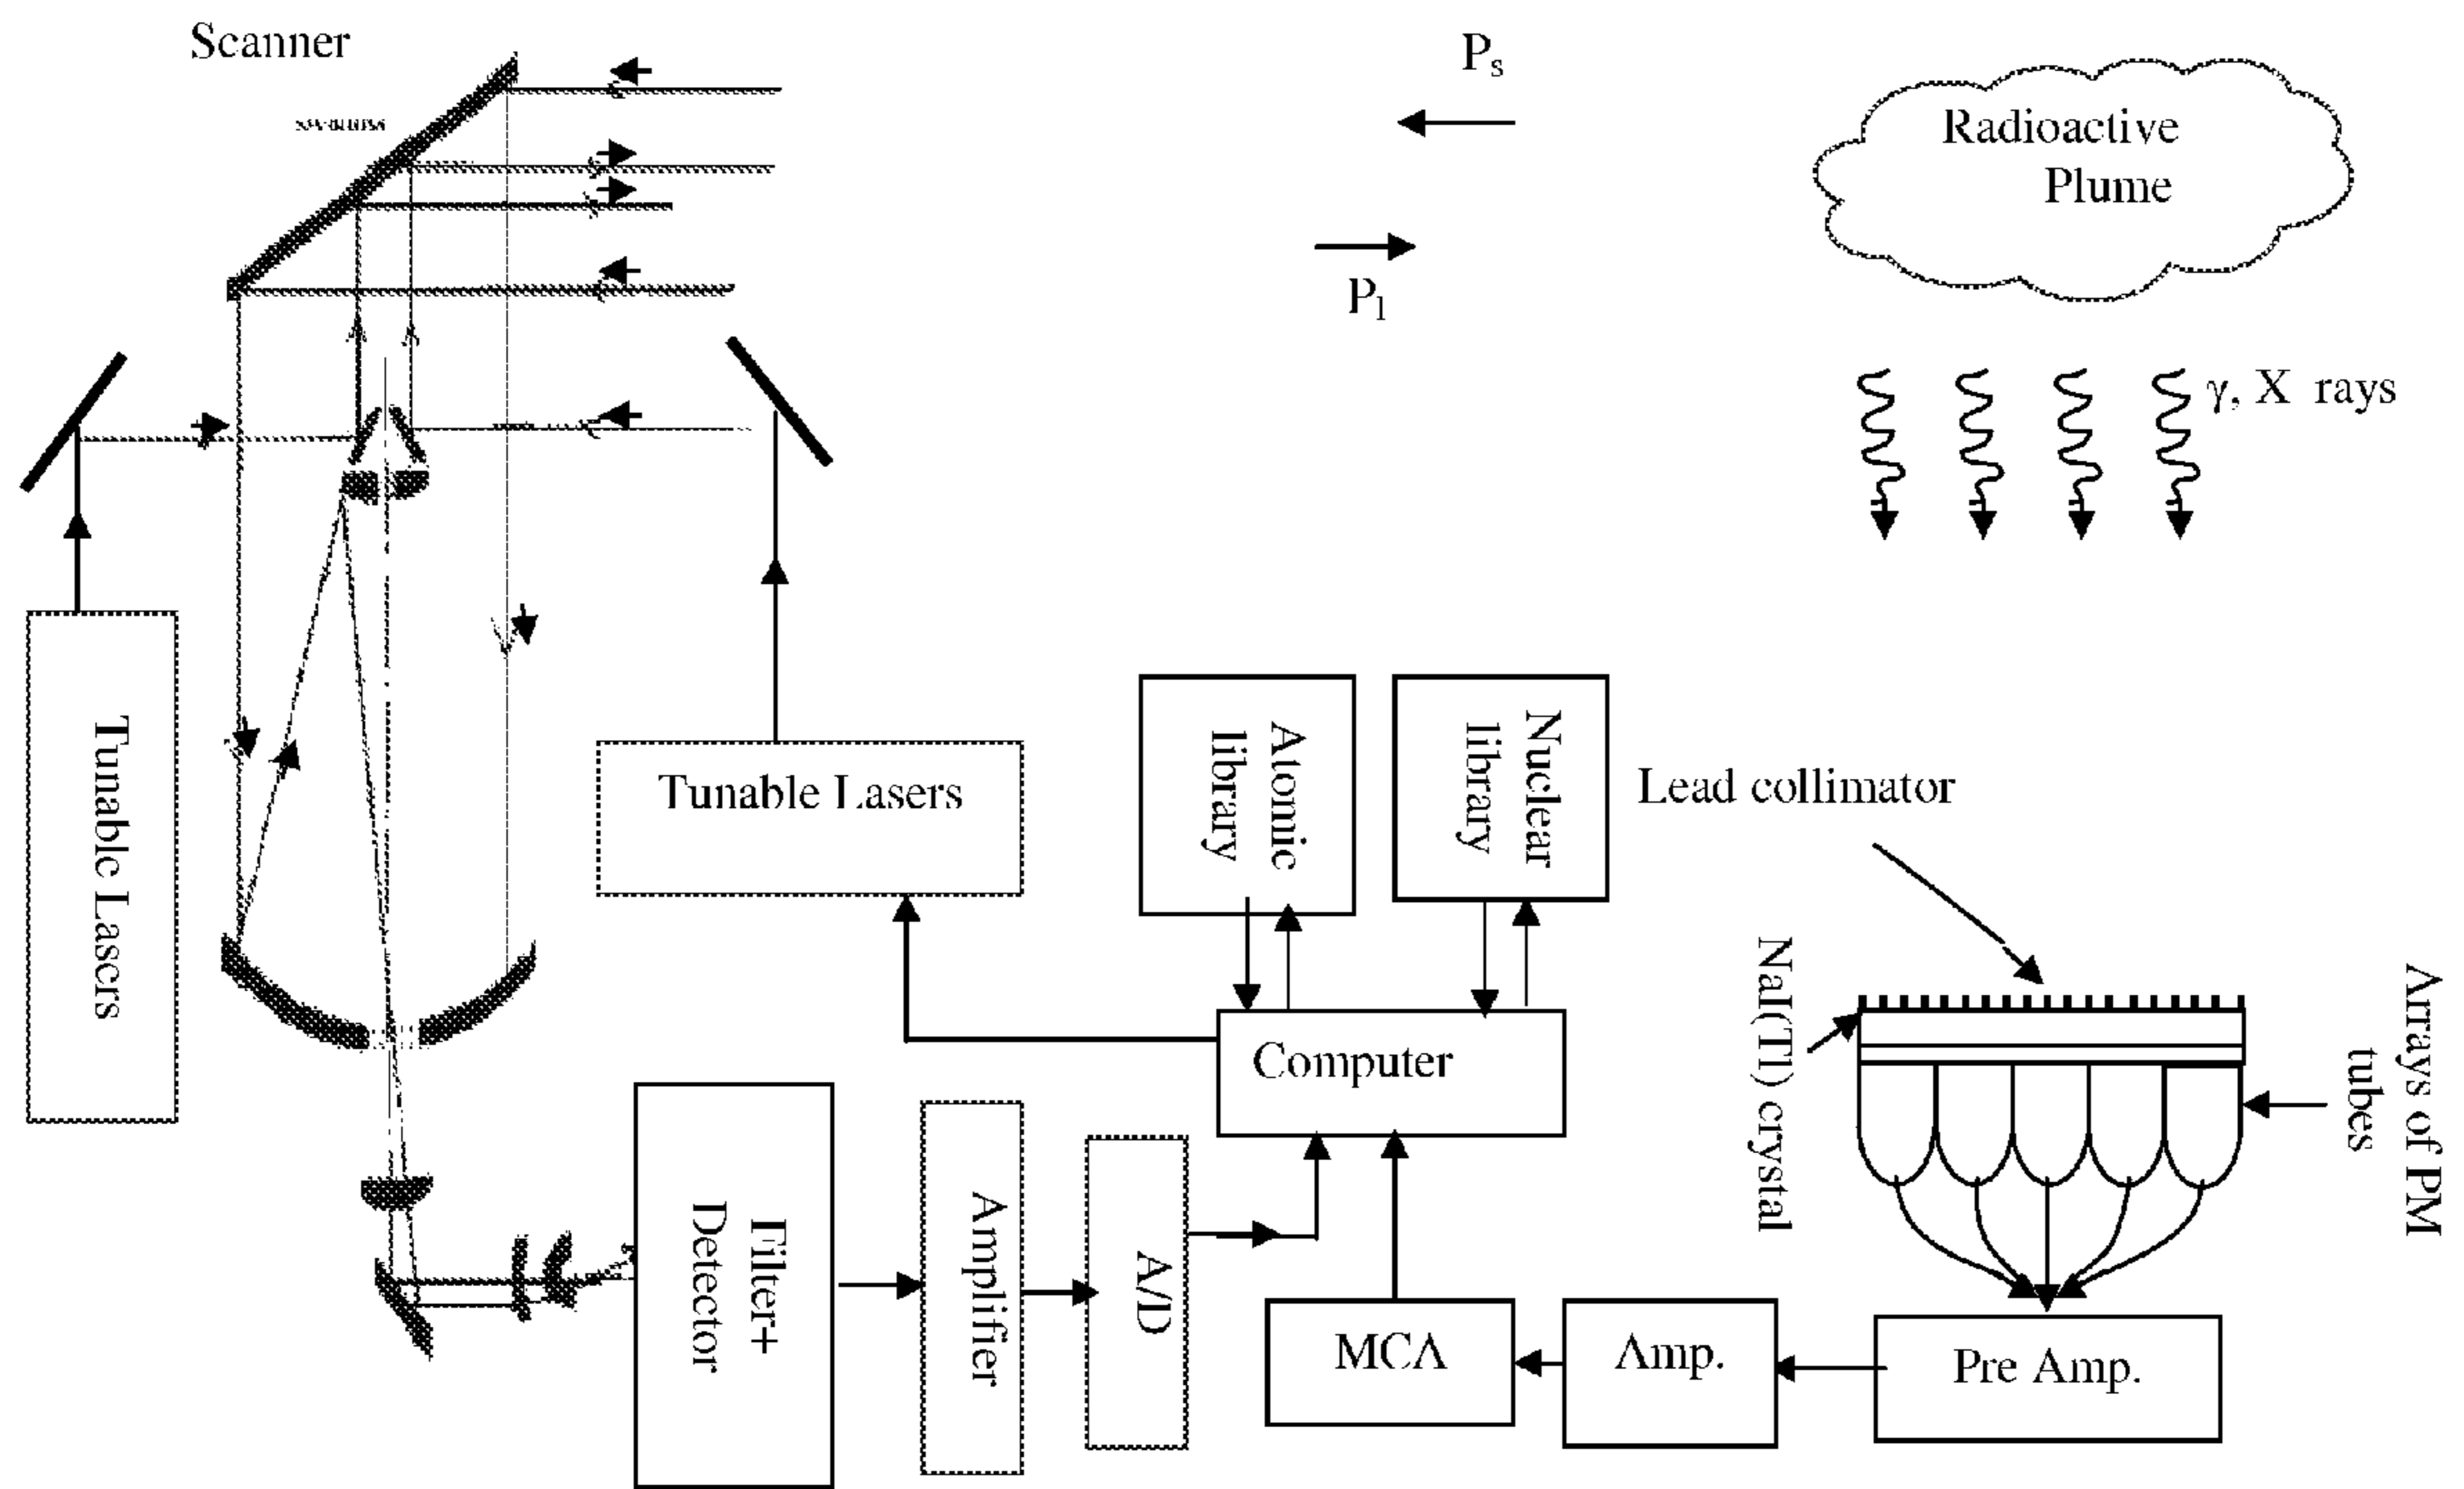 Scanner
Ps
Radioactive
Plume
Pl
γ, X rays
Tunable Lasers
Tunable Lasers
Atomic
library
Nuclear
library
Lead collimator
NaI(Tl) crystal
Arrays of PM
tubes
Computer
Filter+
Detector
Amplifier
A/D
MCA
Amp.
Pre Amp.